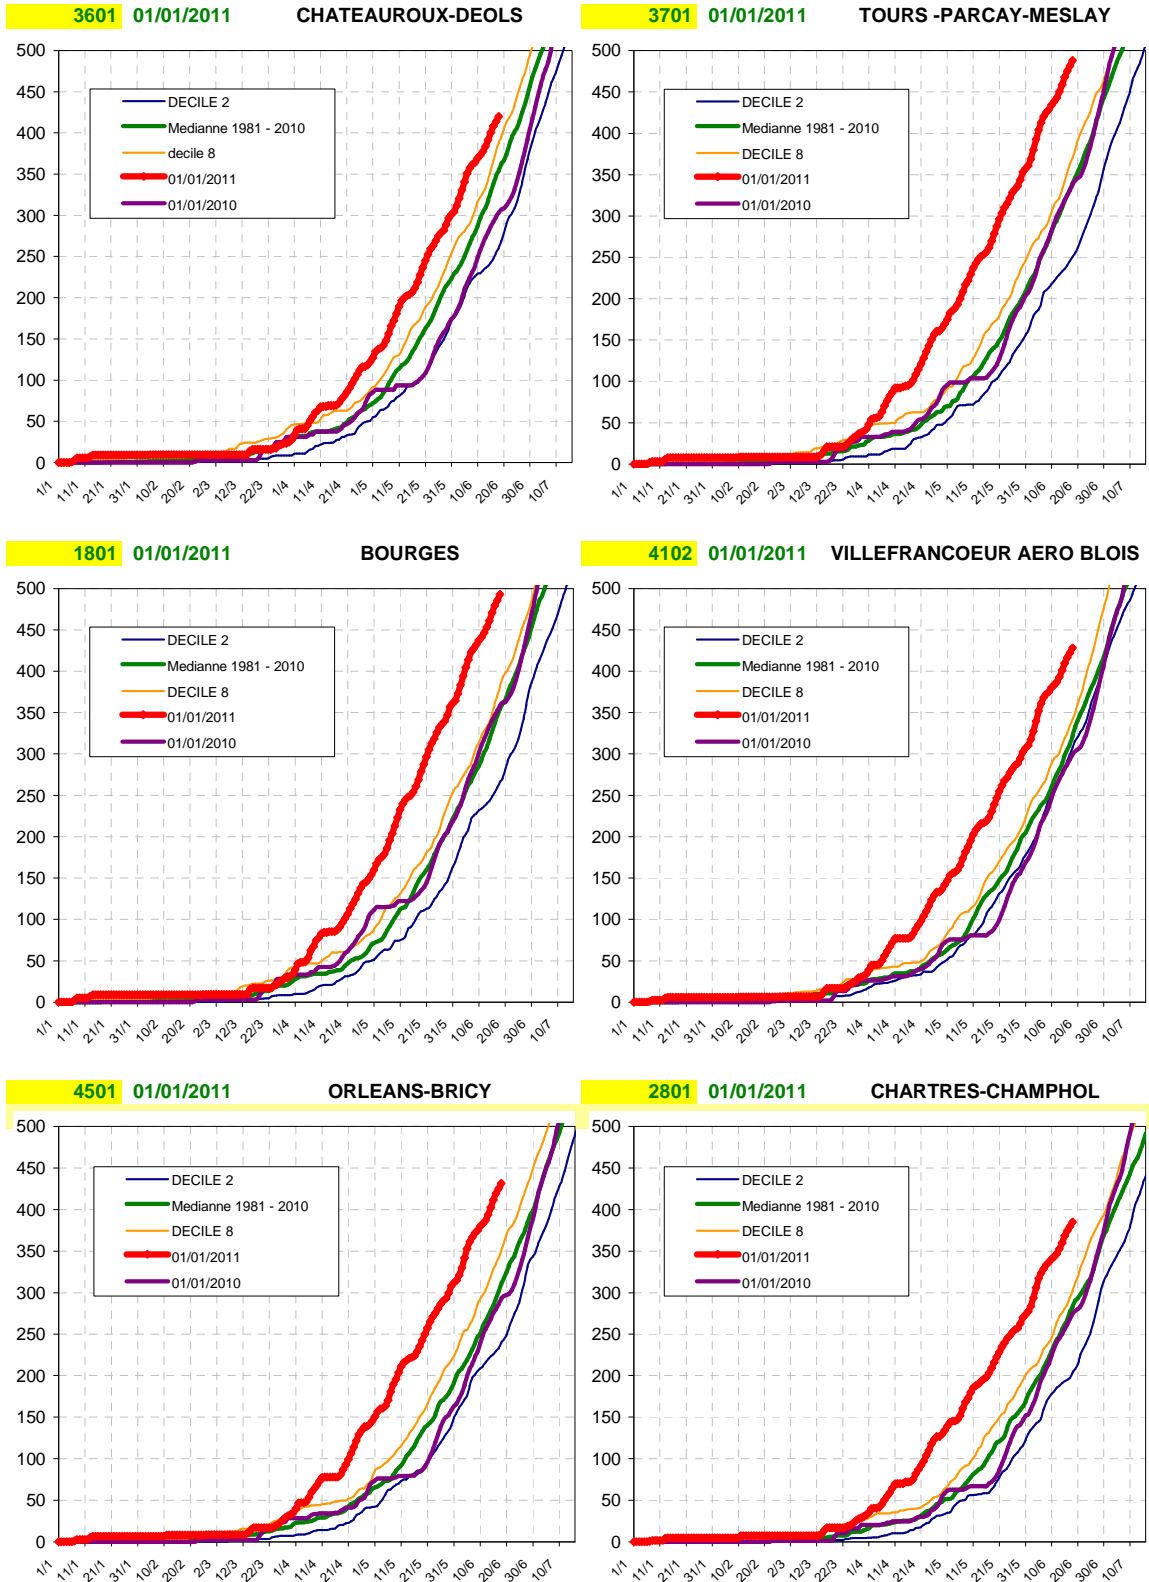 3601 01/01/2011 CHATEAUROUX-DEOLS
500
450
400
350
300
250
200
150
100
50
0
DECILE 2
Medianne 1981 - 2010
decile 8
01/01/2011
01/01/2010
1/1 11/1 21/1 31/1 10/2 20/2 2/3 12/3 22/3 1/4 11/4 21/4 1/5 11/5 21/5 31/5 10/6 20/6 30/6 10/7
3701 01/01/2011 TOURS -PARCAY-MESLAY
500
450
400
350
300
250
200
150
100
50
0
DECILE 2
Medianne 1981 - 2010
DECILE 8
01/01/2011
01/01/2010
1/1 11/1 21/1 31/1 10/2 20/2 2/3 12/3 22/3 1/4 11/4 21/4 1/5 11/5 21/5 31/5 10/6 20/6 30/6 10/7
1801 01/01/2011 BOURGES
500
450
400
350
300
250
200
150
100
50
0
DECILE 2
Medianne 1981 - 2010
DECILE 8
01/01/2011
01/01/2010
1/1 11/1 21/1 31/1 10/2 20/2 2/3 12/3 22/3 1/4 11/4 21/4 1/5 11/5 21/5 31/5 10/6 20/6 30/6 10/7
4102 01/01/2011 VILLEFRANCOEUR AERO BLOIS
500
450
400
350
300
250
200
150
100
50
0
DECILE 2
Medianne 1981 - 2010
DECILE 8
01/01/2011
01/01/2010
1/1 11/1 21/1 31/1 10/2 20/2 2/3 12/3 22/3 1/4 11/4 21/4 1/5 11/5 21/5 31/5 10/6 20/6 30/6 10/7
4501 01/01/2011 ORLEANS-BRICY
500
450
400
350
300
250
200
150
100
50
0
DECILE 2
Medianne 1981 - 2010
DECILE 8
01/01/2011
01/01/2010
1/1 11/1 21/1 31/1 10/2 20/2 2/3 12/3 22/3 1/4 11/4 21/4 1/5 11/5 21/5 31/5 10/6 20/6 30/6 10/7
2801 01/01/2011 CHARTRES-CHAMPHOL
500
450
400
350
300
250
200
150
100
50
0
DECILE 2
Medianne 1981 - 2010
DECILE 8
01/01/2011
01/01/2010
1/1 11/1 21/1 31/1 10/2 20/2 2/3 12/3 22/3 1/4 11/4 21/4 1/5 11/5 21/5 31/5 10/6 20/6 30/6 10/7